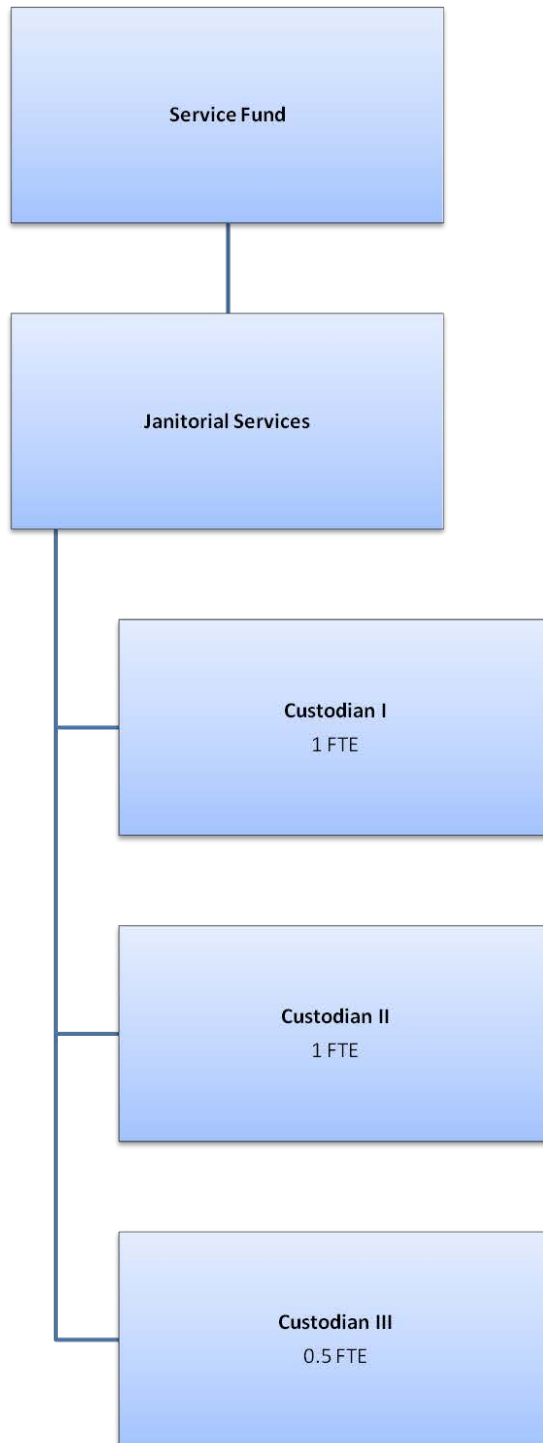 Service Fund
Janitorial Services
Custodian I
1 FTE
Custodian II
1 FTE
Custodian III
0.5 FTE